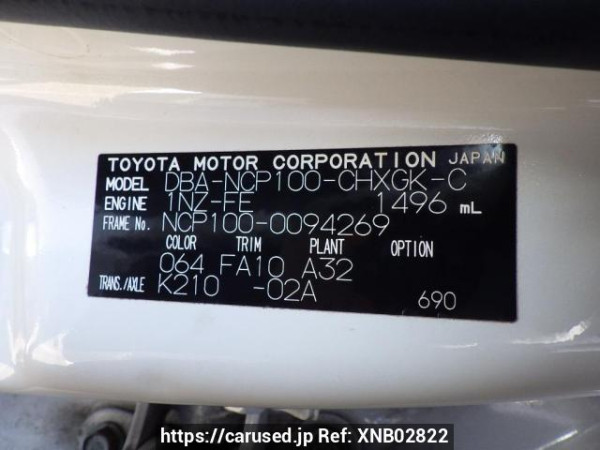 TOYOTA MOTOR CORPORATION JAPAN
MODEL DBA-NCP100-CHXGK-C
ENGINE 1NZ-FE 1496 mL
FRAME No. NCP100-0094269
COLOR TRIM PLANT OPTION
064 FA10 A32
TRANS./AXLE K210 -02A
690
https://carused.jp Ref: XNB02822